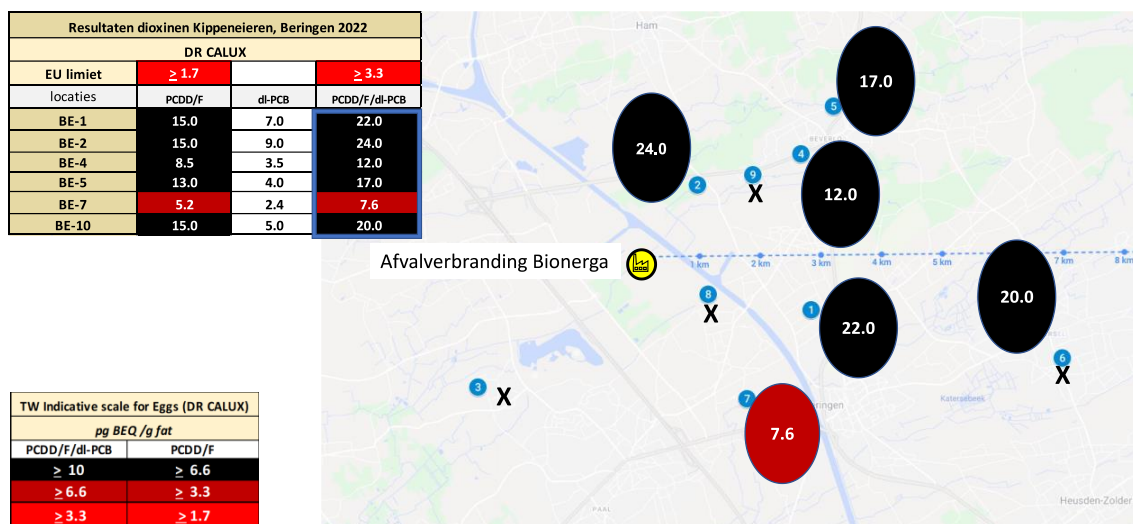 Resultaten dioxinen Kippeneieren, Beringen 2022
DR CALUX
EU limiet ≥ 1.7 ≥ 3.3
locaties PCDD/F dl-PCB PCDD/F/dl-PCB
BE-1 15.0 7.0 22.0
BE-2 15.0 9.0 24.0
BE-4 8.5 3.5 12.0
BE-5 13.0 4.0 17.0
BE-7 5.2 2.4 7.6
BE-10 15.0 5.0 20.0
Ham
17.0
5
BEVERLO
24.0
4
9
2
X
12.0
Afvalverbranding Bionerga
1 km 2 km 3 km 4 km 5 km 7 km 8 km
8
X
1
20.0
22.0
6
X
3
X
Katersebeek
7
ringen
7.6
Heusden-Zolder
PAAL
TW Indicative scale for Eggs (DR CALUX)
pg BEQ /g fat
PCDD/F/dl-PCB PCDD/F
≥ 10 ≥ 6.6
≥6.6 ≥ 3.3
≥3.3 ≥ 1.7